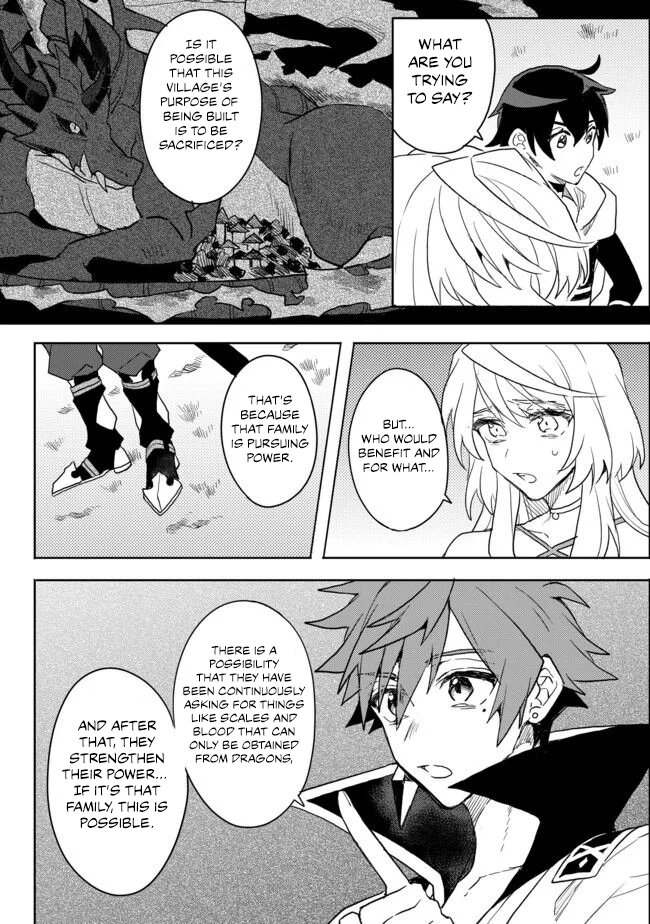 WHAT
ARE YOU
TRYING
TO SAY?
IS IT
POSSIBLE
THAT THIS
VILLAGE'S
PURPOSE OF
BEING BUILT
IS TO BE
SACRIFICED?
BUT...
WHO WOULD
BENEFIT AND
FOR WHAT...
THAT'S
BECAUSE
THAT FAMILY
IS PURSUING
POWER.
THERE IS A
POSSIBILITY
THAT THEY HAVE
BEEN CONTINUOUSLY
ASKING FOR THINGS
LIKE SCALES AND
BLOOD THAT CAN
ONLY BE OBTAINED
FROM DRAGONS,
AND AFTER
THAT, THEY
STRENGTHEN
THEIR POWER...
IF IT'S THAT
FAMILY, THIS IS
POSSIBLE.